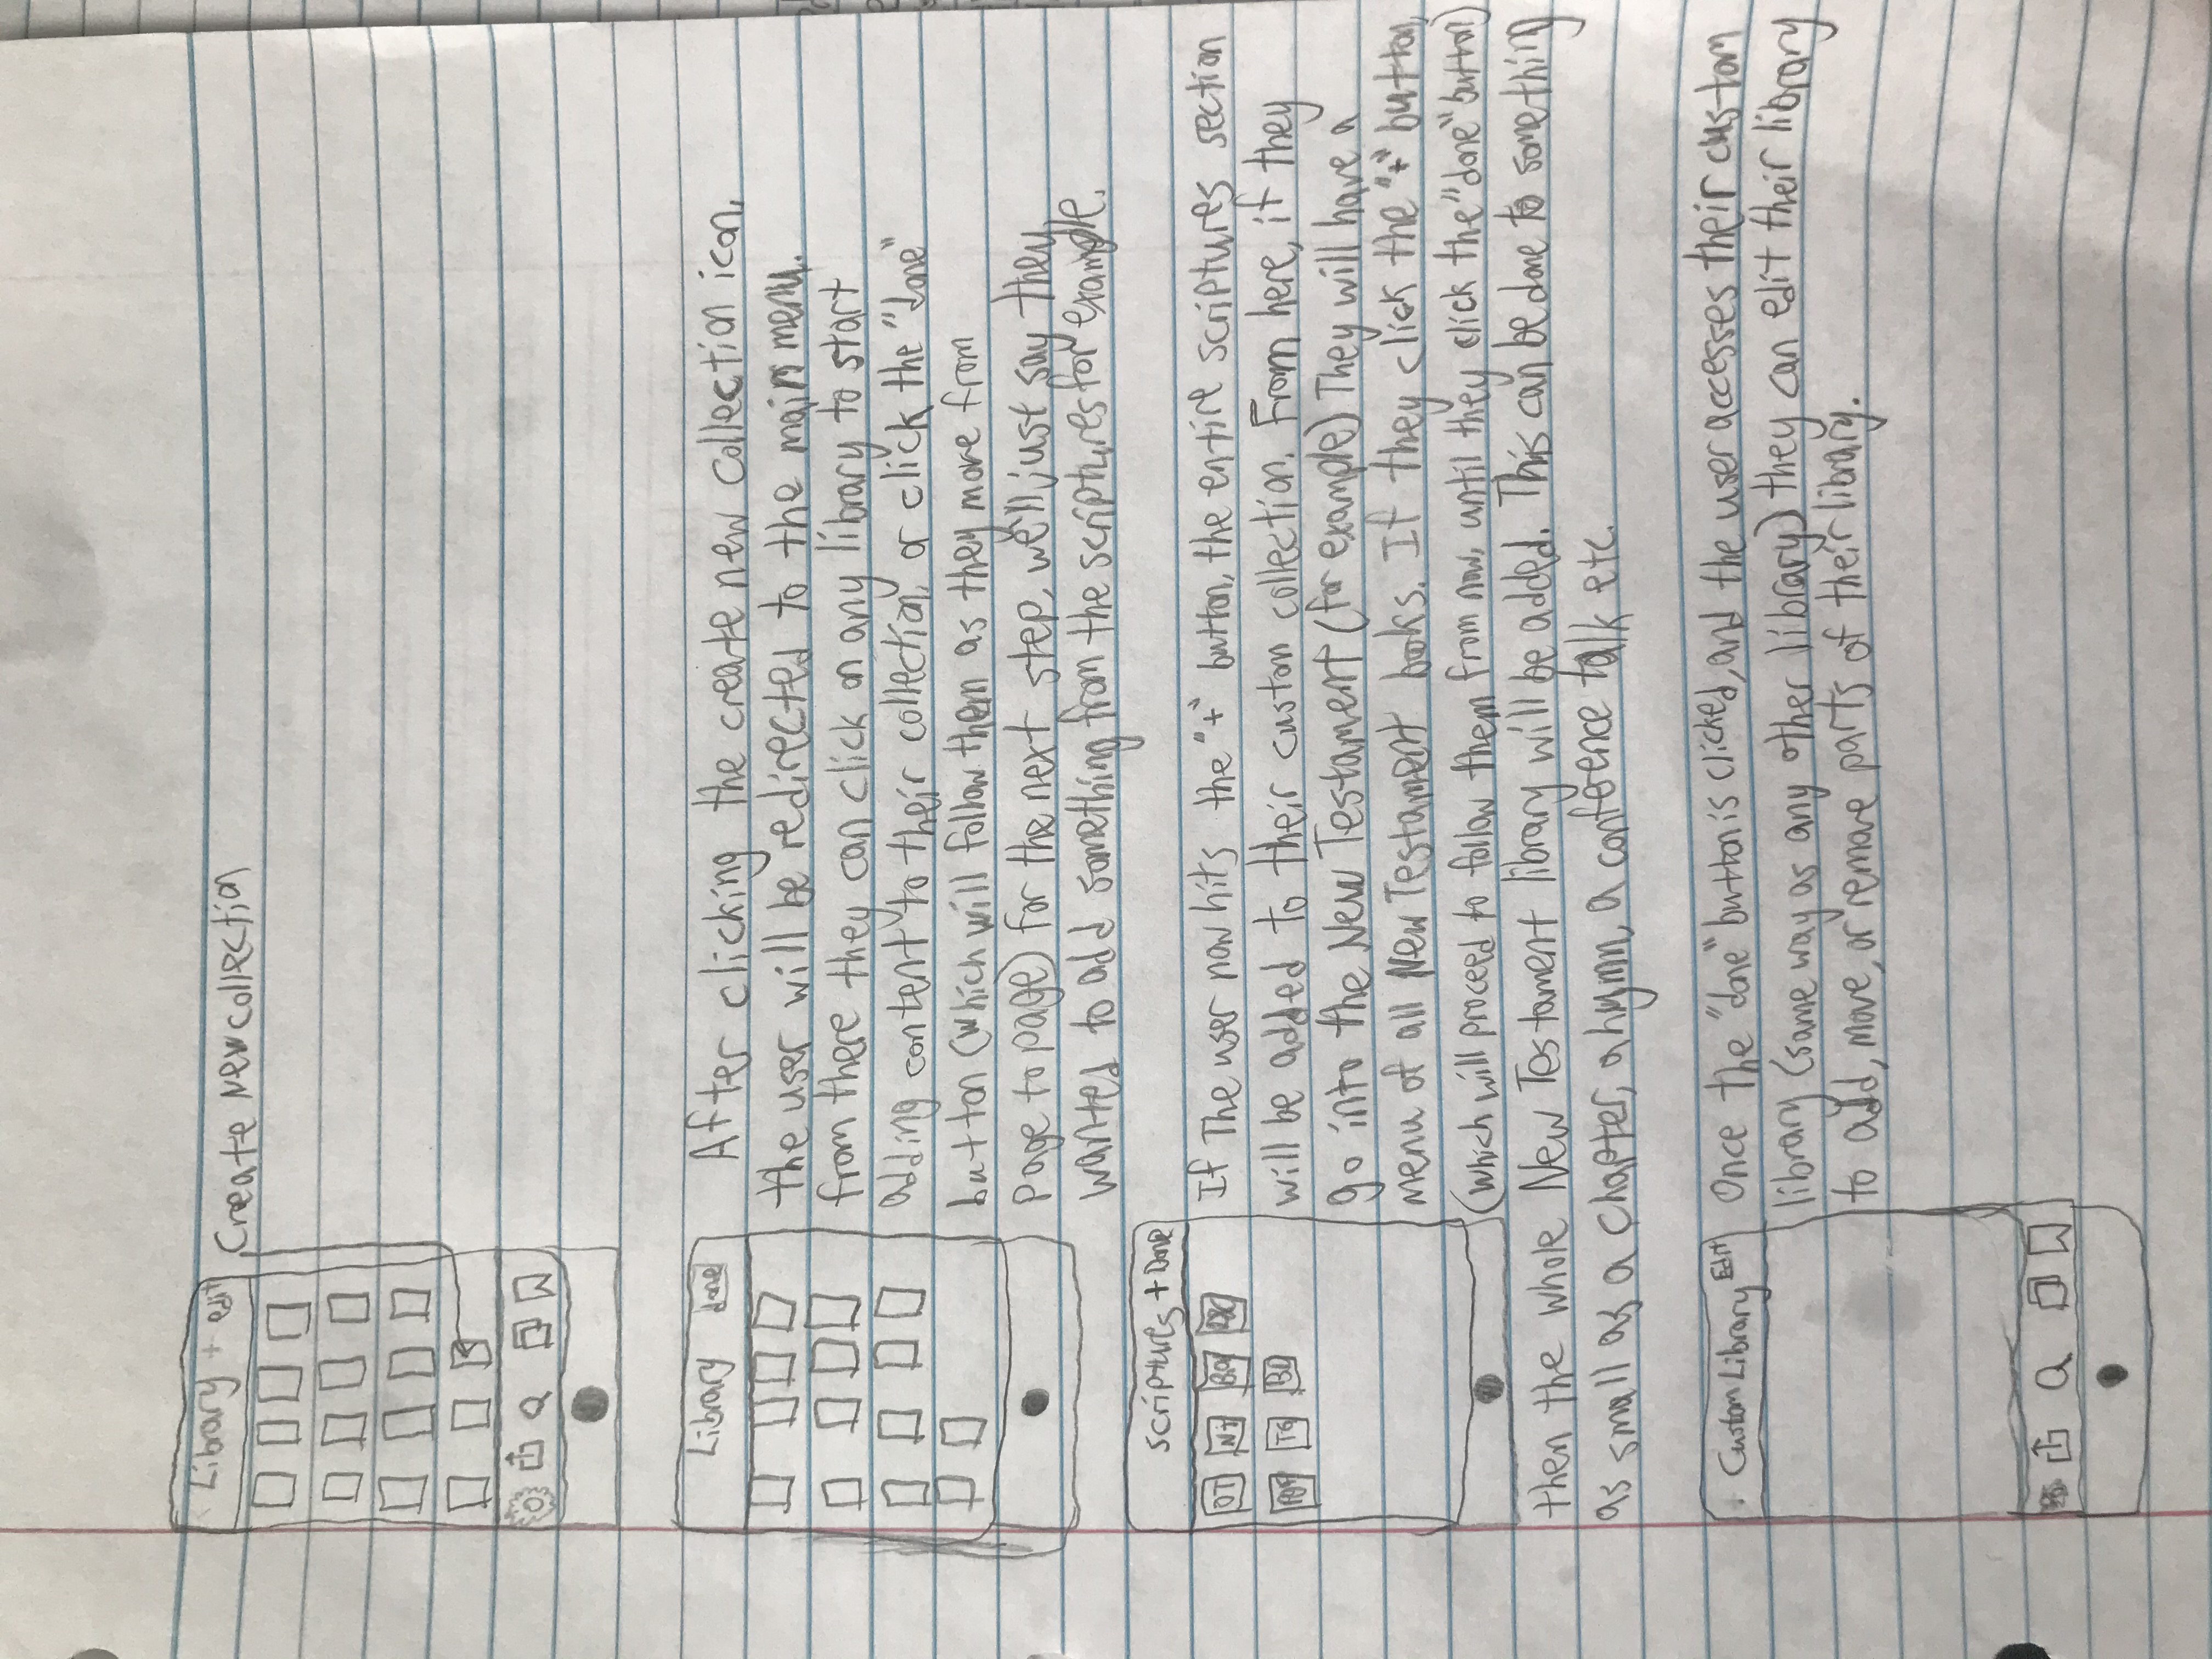 Library + edit
Create New collection
Library done
After clicking the create new collection icon,
the user will be redirected to the main menu.
from there they can click on any library to start
adding content to their collection, or click the "done"
button (which will follow them as they move from
page to page) for the next step, we'll just say they
wanted to add something from the scriptures for example.
scriptures + Done
OT NT
TG BD
If The user now hits the "+" button, the entire scriptures section
will be added to their custom collection. From here, if they
go into the New Testament (for example) They will have a
menu of all New Testament books. If they click the "+" button,
(which will proceed to follow them from now, until they click the "done" button)
then the whole New Testament library will be added. This can be done to something
as small as a chapter, a hymn, a conference talk etc.
Custom Library Edit
Once the "done" button is clicked, and the user accesses their custom
library (same way as any other library) they can edit their library
to add, move, or remove parts of their library.